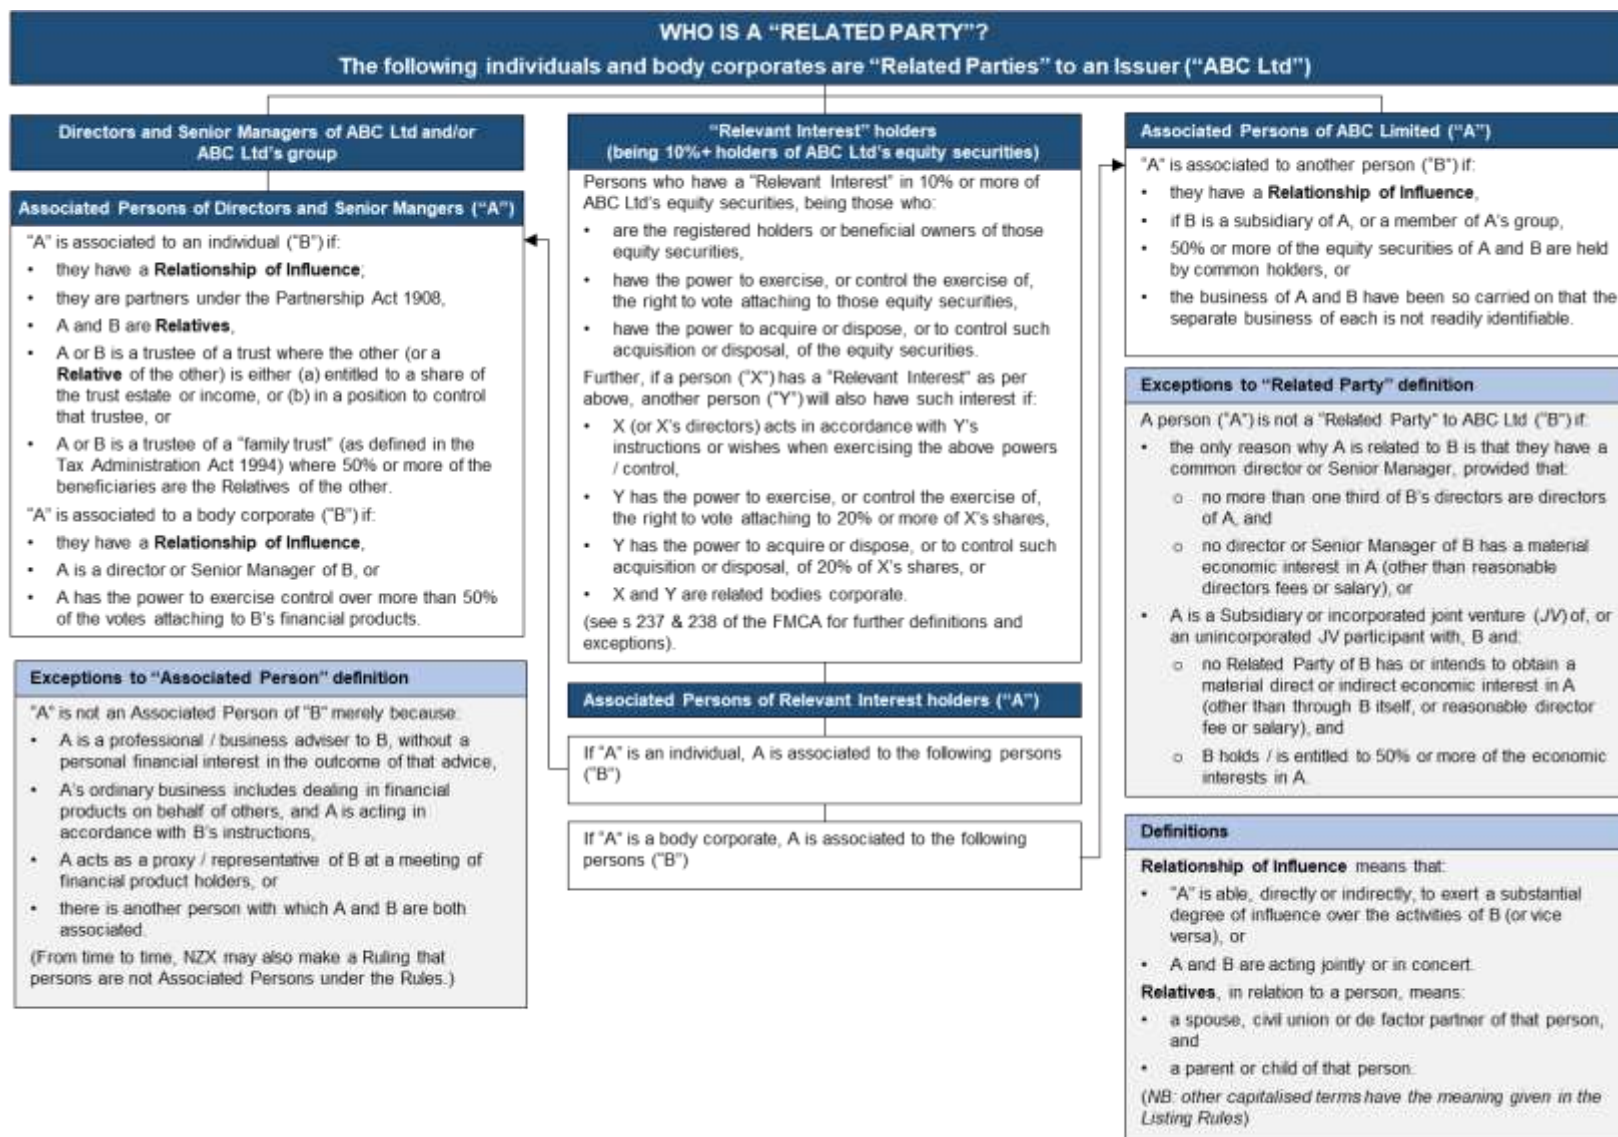 WHO IS A “RELATED PARTY”?
The following individuals and body corporates are “Related Parties” to an Issuer (“ABC Ltd”)
Directors and Senior Managers of ABC Ltd and/or
ABC Ltd's group
Associated Persons of Directors and Senior Mangers (“A”)
“A” is associated to an individual (“B”) if:
• they have a Relationship of Influence;
• they are partners under the Partnership Act 1908,
• A and B are Relatives,
• A or B is a trustee of a trust where the other (or a
Relative of the other) is either (a) entitled to a share of
the trust estate or income, or (b) in a position to control
that trustee, or
• A or B is a trustee of a “family trust” (as defined in the
Tax Administration Act 1994) where 50% or more of the
beneficiaries are the Relatives of the other.
“A” is associated to a body corporate (“B”) if:
• they have a Relationship of Influence,
• A is a director or Senior Manager of B, or
• A has the power to exercise control over more than 50%
of the votes attaching to B's financial products.
Exceptions to “Associated Person” definition
“A” is not an Associated Person of “B” merely because:
• A is a professional / business adviser to B, without a
personal financial interest in the outcome of that advice,
• A's ordinary business includes dealing in financial
products on behalf of others, and A is acting in
accordance with B's instructions,
• A acts as a proxy / representative of B at a meeting of
financial product holders, or
• there is another person with which A and B are both
associated.
(From time to time, NZX may also make a Ruling that
persons are not Associated Persons under the Rules.)
“Relevant Interest” holders
(being 10%+ holders of ABC Ltd's equity securities)
Persons who have a “Relevant Interest” in 10% or more of
ABC Ltd's equity securities, being those who:
• are the registered holders or beneficial owners of those
equity securities,
• have the power to exercise, or control the exercise of,
the right to vote attaching to those equity securities,
• have the power to acquire or dispose, or to control such
acquisition or disposal, of the equity securities.
Further, if a person (“X”) has a “Relevant Interest” as per
above, another person (“Y”) will also have such interest if:
• X (or X's directors) acts in accordance with Y's
instructions or wishes when exercising the above powers
/ control,
• Y has the power to exercise, or control the exercise of,
the right to vote attaching to 20% or more of X's shares,
• Y has the power to acquire or dispose, or to control such
acquisition or disposal, of 20% of X's shares, or
• X and Y are related bodies corporate.
(see s 237 & 238 of the FMCA for further definitions and
exceptions).
Associated Persons of Relevant Interest holders (“A”)
If “A” is an individual, A is associated to the following persons
(“B”)
If “A” is a body corporate, A is associated to the following
persons (“B”)
Associated Persons of ABC Limited (“A”)
“A” is associated to another person (“B”) if:
• they have a Relationship of Influence,
• if B is a subsidiary of A, or a member of A's group,
• 50% or more of the equity securities of A and B are held
by common holders, or
• the business of A and B have been so carried on that the
separate business of each is not readily identifiable.
Exceptions to “Related Party” definition
A person (“A”) is not a “Related Party” to ABC Ltd (“B”) if:
• the only reason why A is related to B is that they have a
common director or Senior Manager, provided that:
o no more than one third of B's directors are directors
of A, and
o no director or Senior Manager of B has a material
economic interest in A (other than reasonable
directors fees or salary), or
• A is a Subsidiary or incorporated joint venture (JV) of, or
an unincorporated JV participant with, B and:
o no Related Party of B has or intends to obtain a
material direct or indirect economic interest in A
(other than through B itself, or reasonable director
fee or salary), and
o B holds / is entitled to 50% or more of the economic
interests in A.
Definitions
Relationship of Influence means that:
• “A” is able, directly or indirectly, to exert a substantial
degree of influence over the activities of B (or vice
versa), or
• A and B are acting jointly or in concert.
Relatives, in relation to a person, means:
• a spouse, civil union or de factor partner of that person,
and
• a parent or child of that person.
(NB: other capitalised terms have the meaning given in the
Listing Rules)